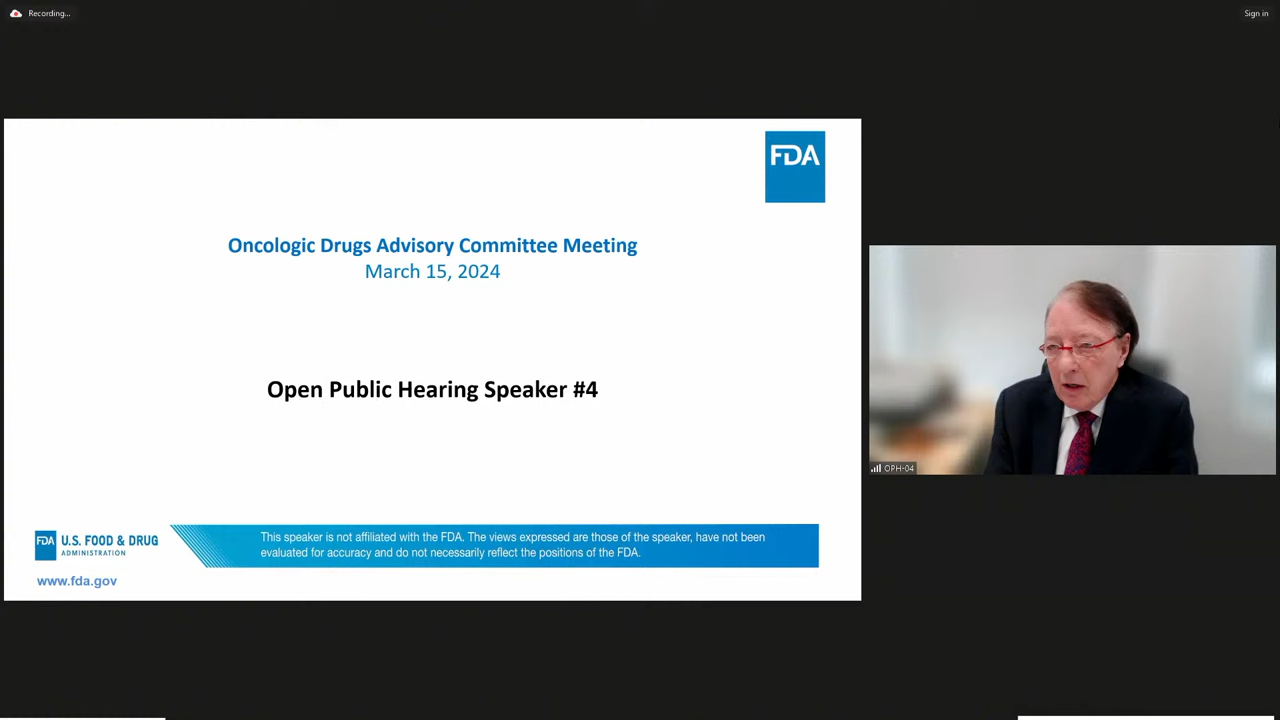 Recording...
Sign in
FDA
Oncologic Drugs Advisory Committee Meeting
March 15, 2024
Open Public Hearing Speaker #4
OPH-04
FDA
U.S. FOOD & DRUG
ADMINISTRATION
This speaker is not affiliated with the FDA. The views expressed are those of the speaker, have not been
evaluated for accuracy and do not necessarily reflect the positions of the FDA.
www.fda.gov